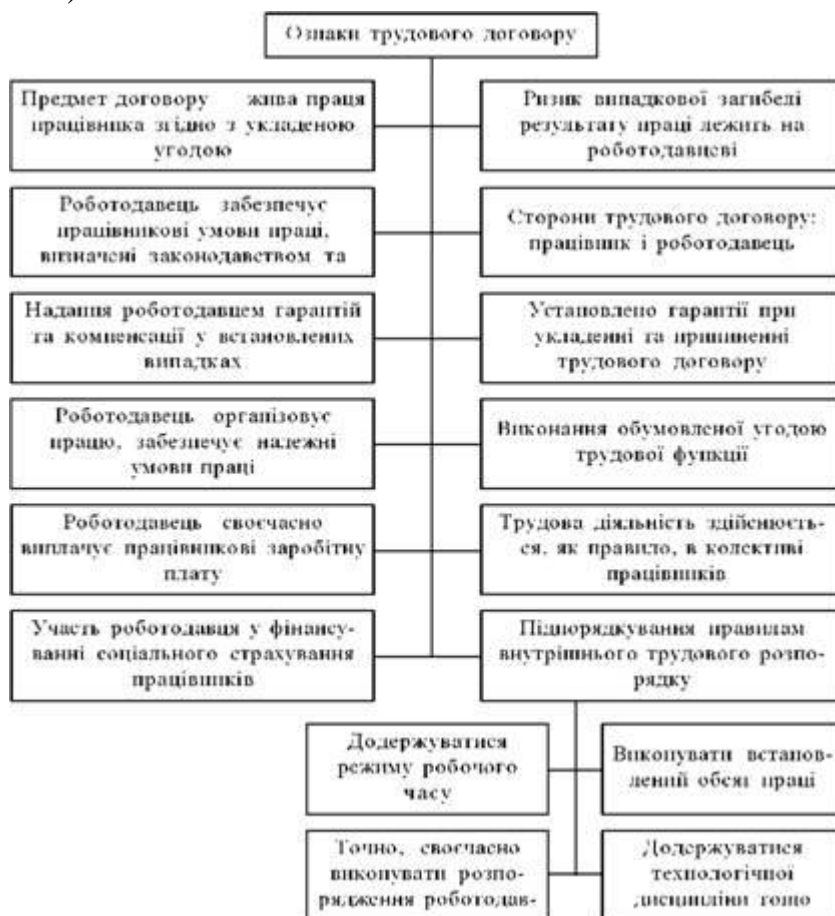 Ознаки трудового договору
Предмет договору жива праця
працівника згідно з укладеною
угодою
Ризик випадкової загибелі
результату праці лежить на
роботодавцеві
Роботодавець забезпечує
працівникові умови праці,
визначені законодавством та
Сторони трудового договору:
працівник і роботодавець
Надання роботодавцем гарантій
та компенсації у встановлених
випадках
Установлено гарантії при
укладенні та припиненні
трудового договору
Роботодавець організовує
працю, забезпечує належні
умови праці
Виконання обумовленої угодою
трудової функції
Роботодавець своєчасно
виплачує працівникові заробітну
плату
Трудова діяльність здійснюєть-
ся, як правило, в колективі
працівників
Участь роботодавця у фінансу-
ванні соціального страхування
працівників
Підпорядкування правилам
внутрішнього трудового розпо-
рядку
Додержуватися
режиму робочого
часу
Виконувати встанов-
лений обсяг праці
Точно, своєчасно
виконувати розпо-
рядження роботодав-
Додержуватися
технологічної
дисципліни тощо